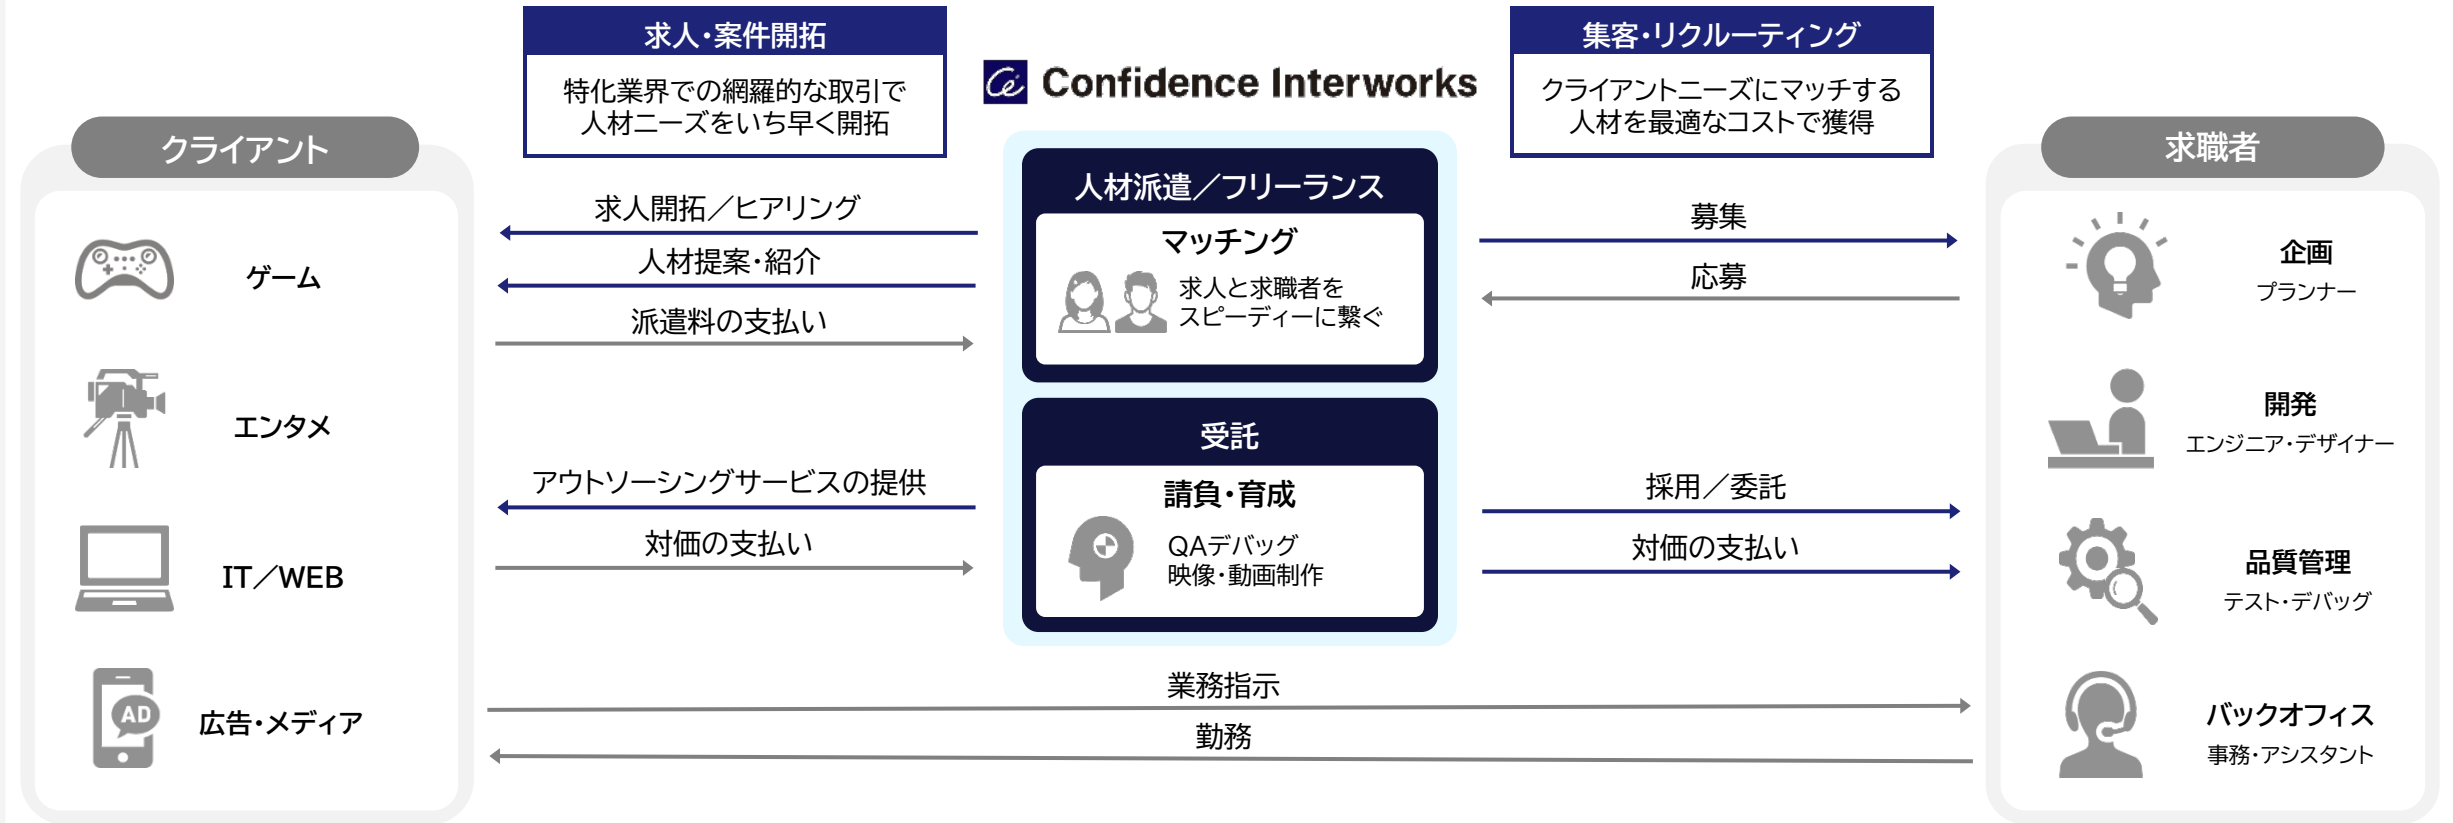 求人・案件開拓
特化業界での網羅的な取引で
人材ニーズをいち早く開拓
Ci Confidence Interworks
集客・リクルーティング
クライアントニーズにマッチする
人材を最適なコストで獲得
クライアント
ゲーム
エンタメ
IT／WEB
AD
広告・メディア
求人開拓／ヒアリング
人材提案・紹介
派遣料の支払い
アウトソーシングサービスの提供
対価の支払い
人材派遣／フリーランス
マッチング
求人と求職者を
スピーディーに繋ぐ
受託
請負・育成
QAデバッグ
映像・動画制作
募集
応募
採用／委託
対価の支払い
業務指示
勤務
求職者
企画
プランナー
開発
エンジニア・デザイナー
品質管理
テスト・デバッグ
バックオフィス
事務・アシスタント